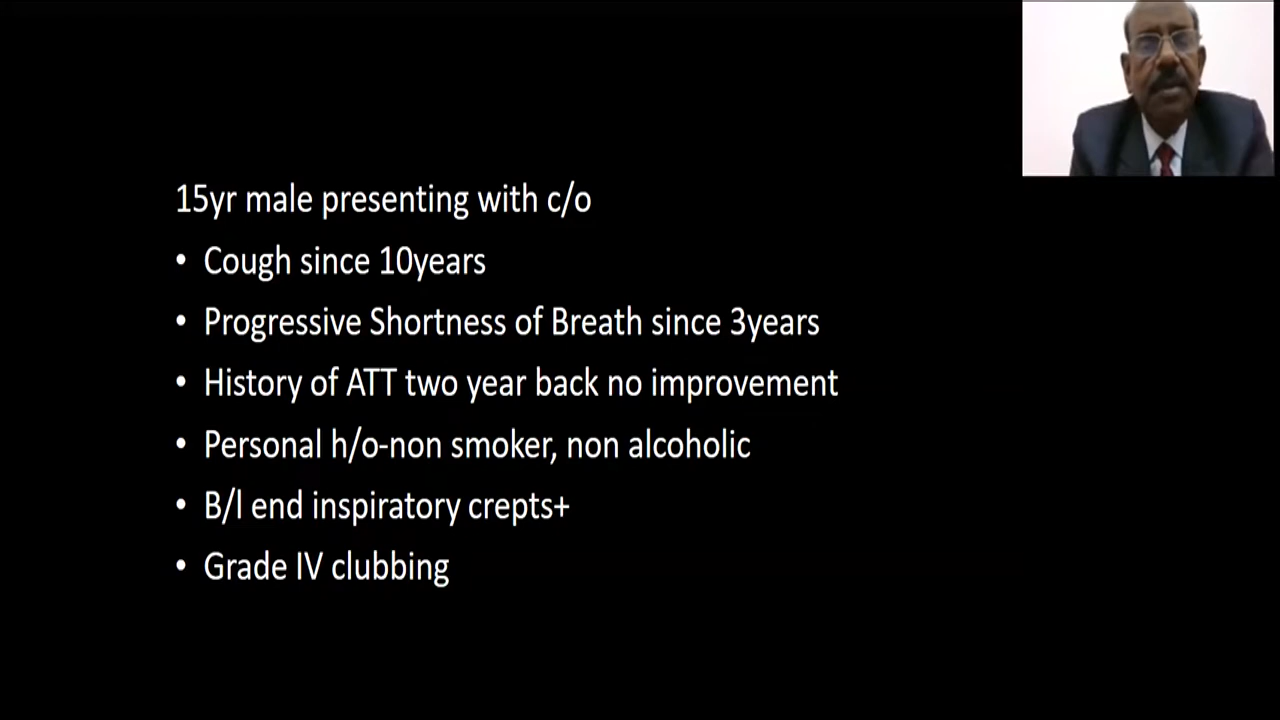 15yr male presenting with c/o
• Cough since 10years
• Progressive Shortness of Breath since 3years
• History of ATT two year back no improvement
• Personal h/o-non smoker, non alcoholic
• B/l end inspiratory crepts+
• Grade IV clubbing